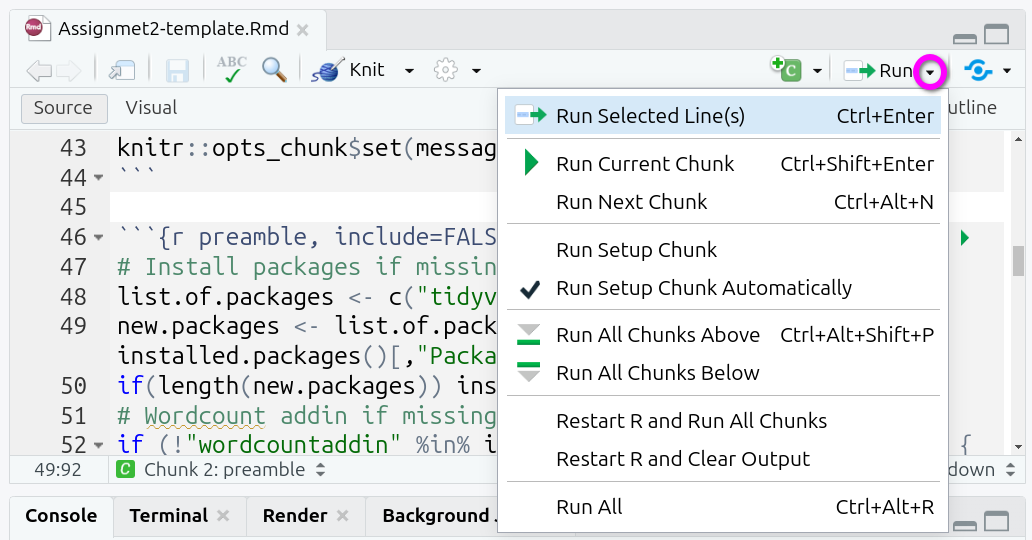 Assignmet2-template.Rmd
ABC Knit C Run
Source Visual utline
43 knitr::opts_chunk$set(messag
44 ```
45
46 ```{r preamble, include=FALS
47 # Install packages if missin
48 list.of.packages <- c("tidyv
49 new.packages <- list.of.pack
installed.packages()[,"Packa
50 if(length(new.packages)) ins
51 # Wordcount addin if missing
52 if (!"wordcountaddin" %in% i {
49:92 C Chunk 2: preamble down
Console Terminal Render Background
Run Selected Line(s) Ctrl+Enter
Run Current Chunk Ctrl+Shift+Enter
Run Next Chunk Ctrl+Alt+N
Run Setup Chunk
Run Setup Chunk Automatically
Run All Chunks Above Ctrl+Alt+Shift+P
Run All Chunks Below
Restart R and Run All Chunks
Restart R and Clear Output
Run All Ctrl+Alt+R